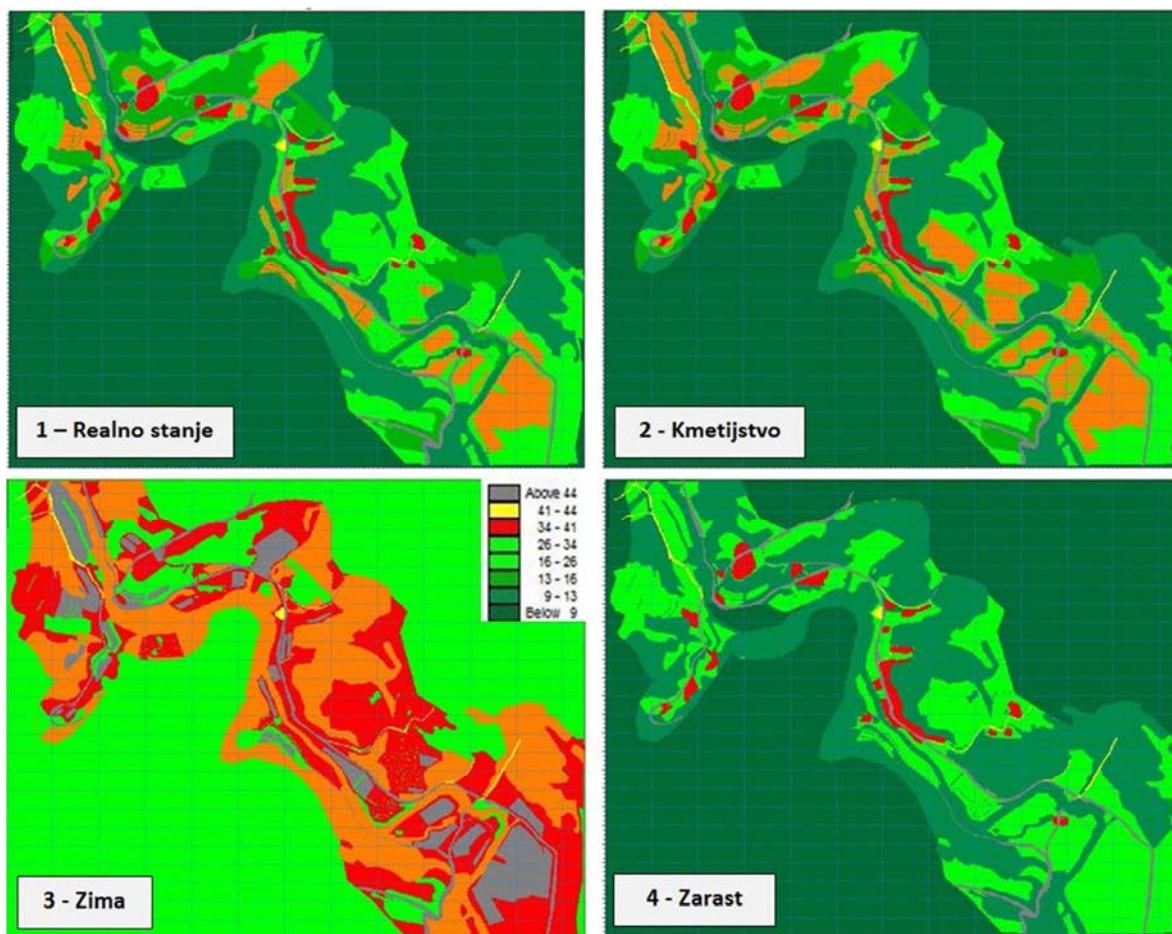 1 – Realno stanje
2 - Kmetijstvo
Above 44
41 - 44
34 - 41
26 - 34
16 - 26
13 - 16
9 - 13
Below 9
3 - Zima
4 - Zarast